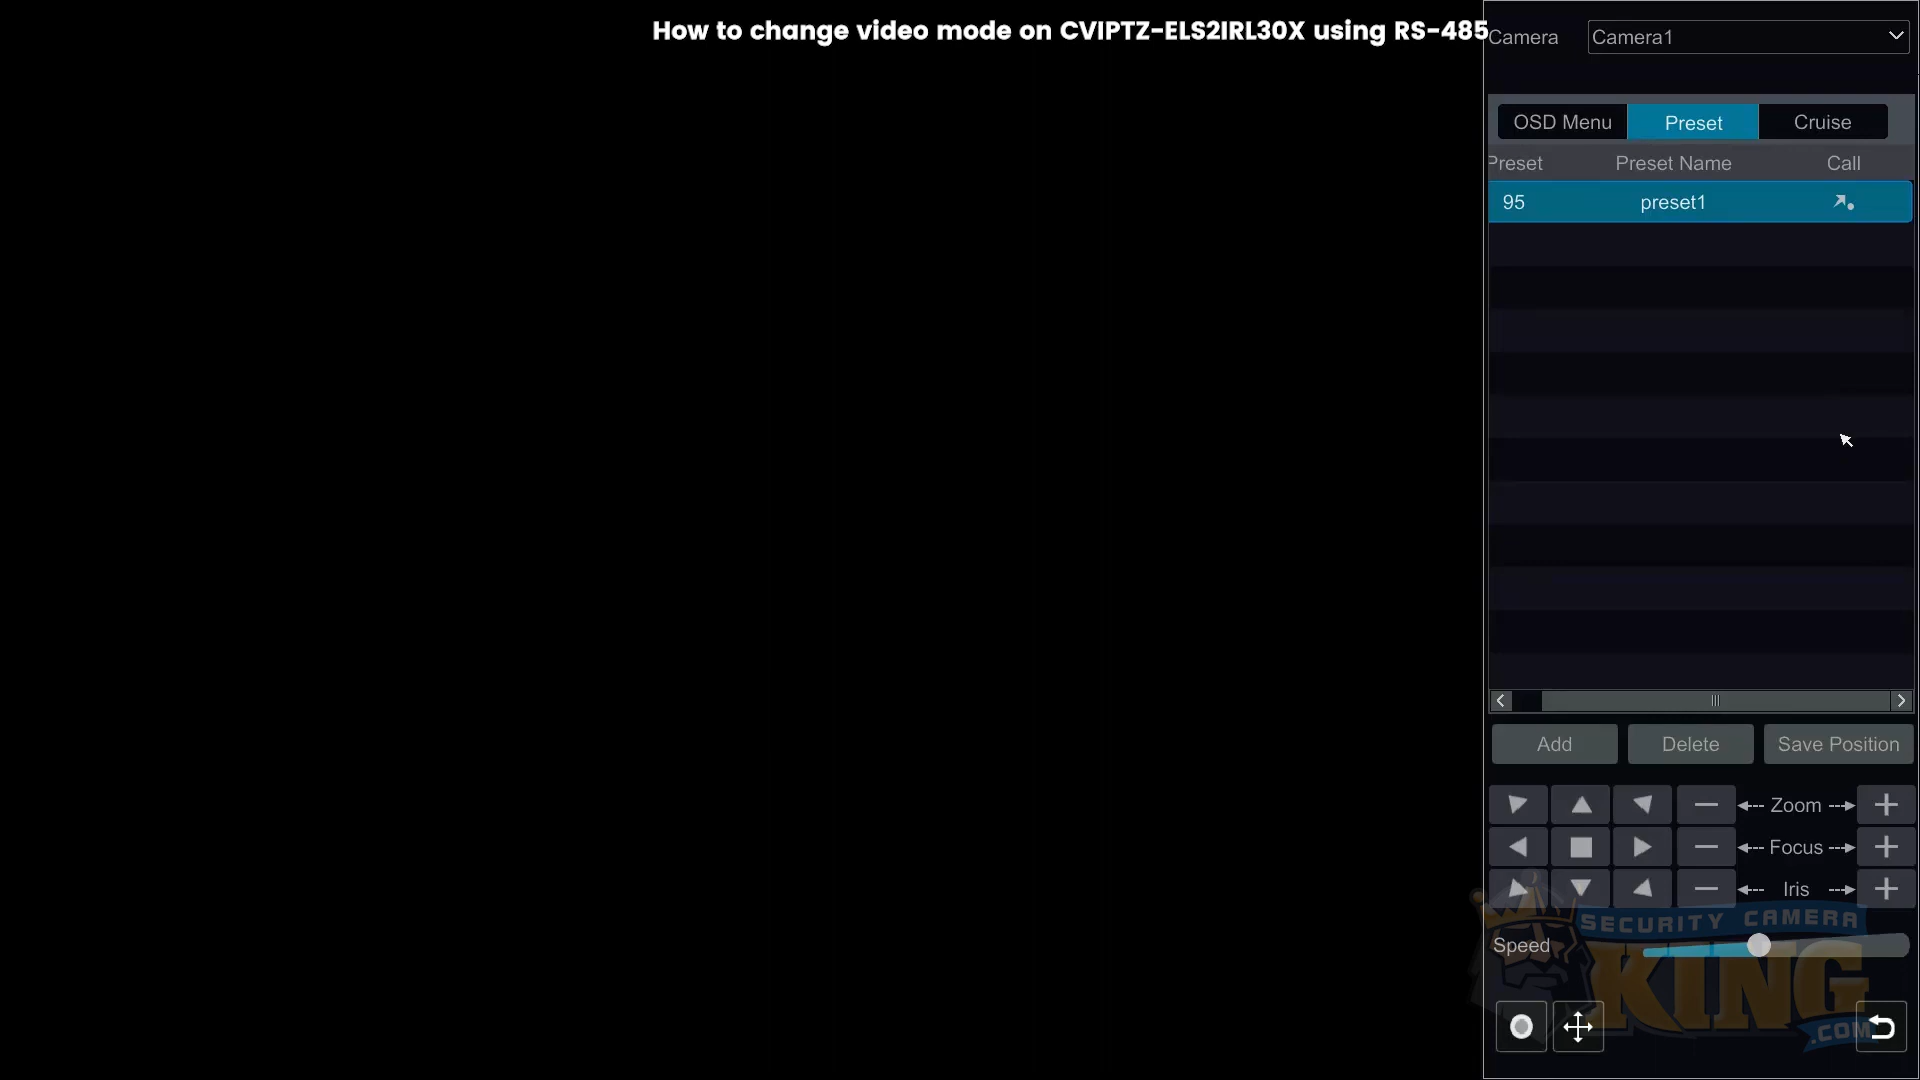 How to change video mode on CVIPTZ-ELS2IRL30X using RS-485
Camera Camera1
OSD Menu Preset Cruise
Preset Preset Name Call
95 preset1
Add Delete Save Position
Zoom
Focus
Iris
SECURITY CAMERA
Speed
KING
.COM